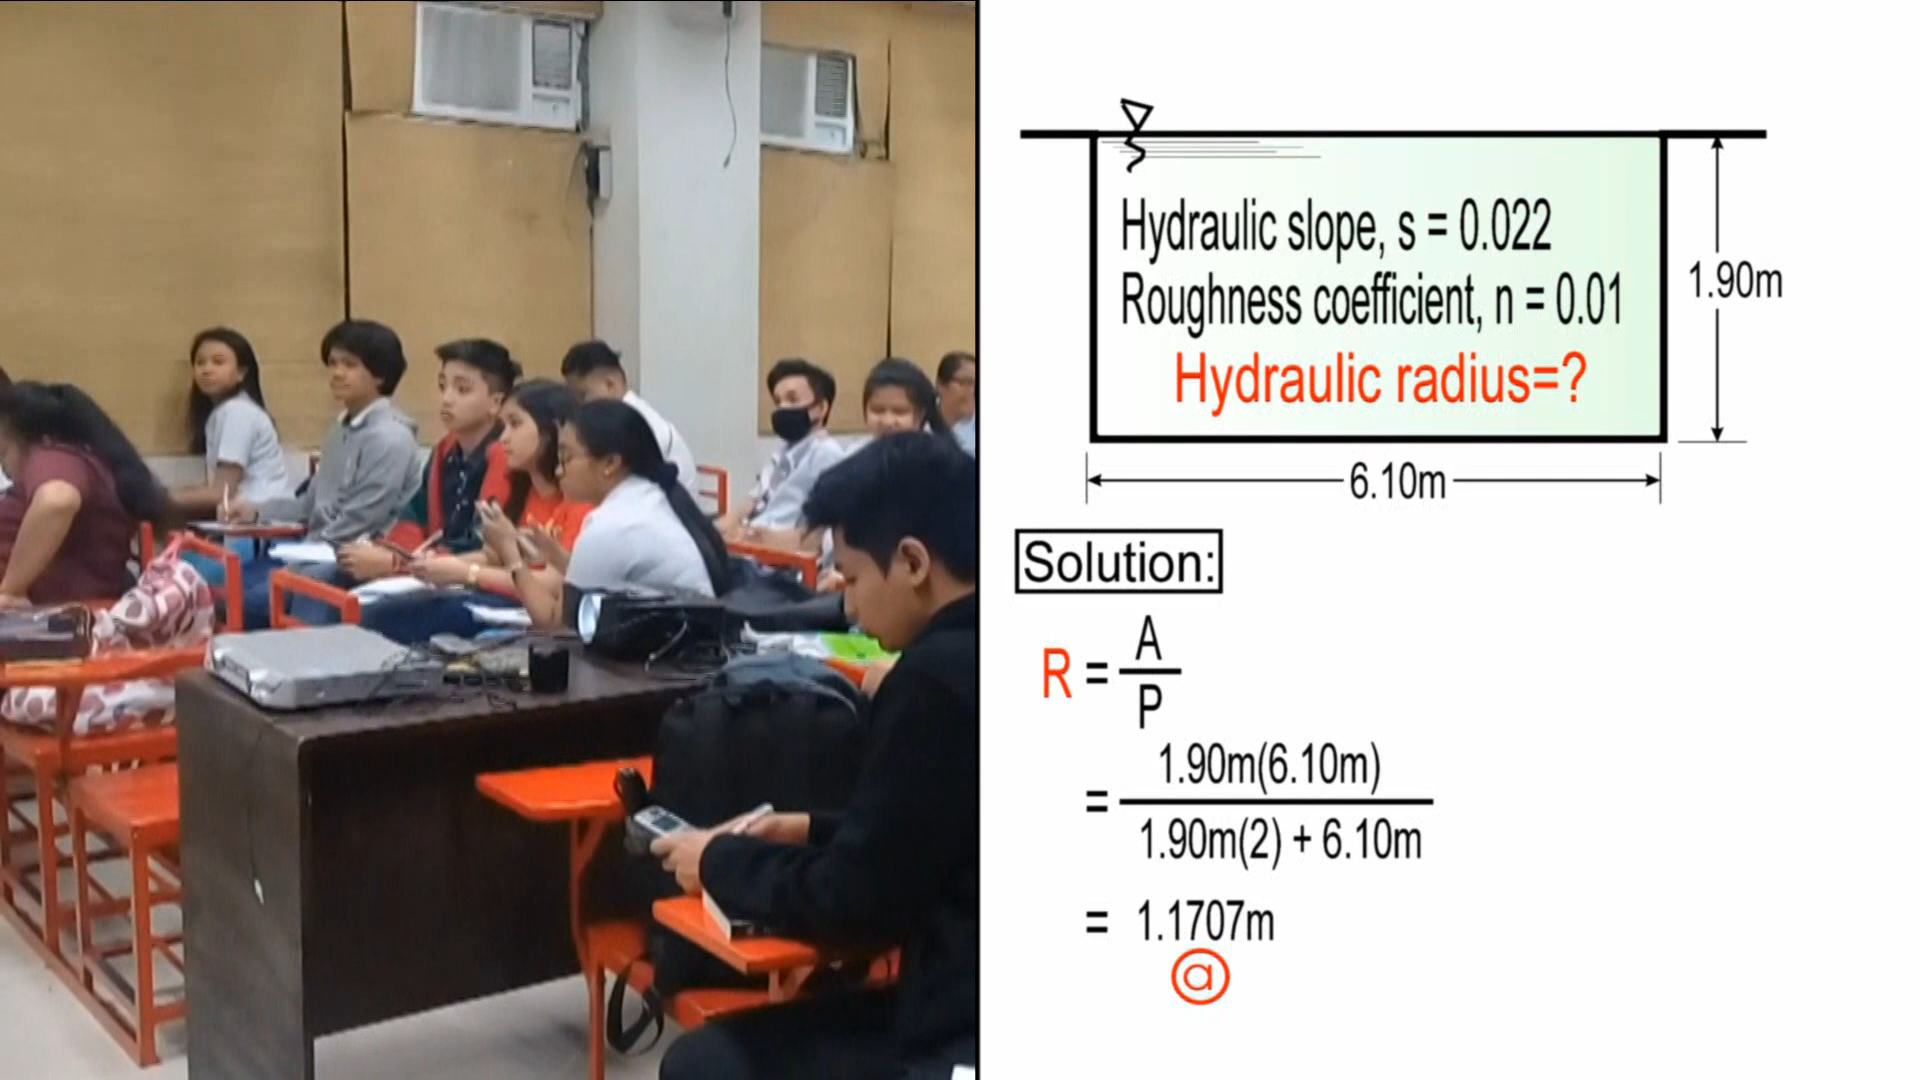 Hydraulic slope, s = 0.022
Roughness coefficient, n = 0.01
Hydraulic radius=?
1.90m
6.10m
Solution:
R = A
P
= 1.90m(6.10m)
1.90m(2) + 6.10m
= 1.1707m
a